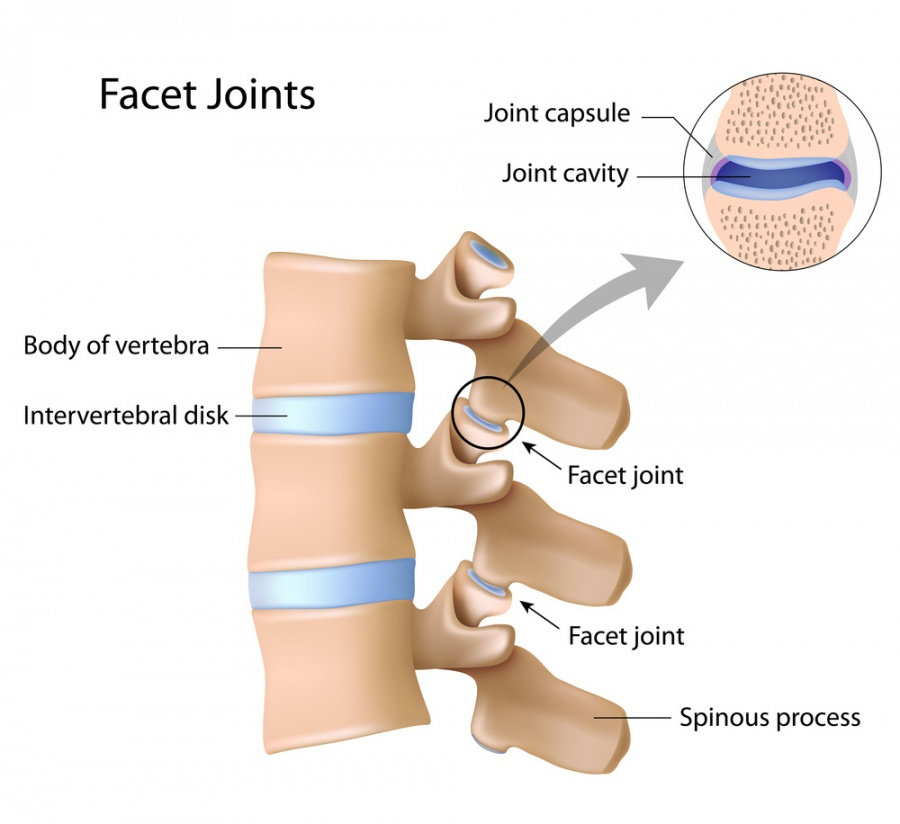 Facet Joints
Joint capsule
Joint cavity
Body of vertebra
Intervertebral disk
Facet joint
Facet joint
Spinous process